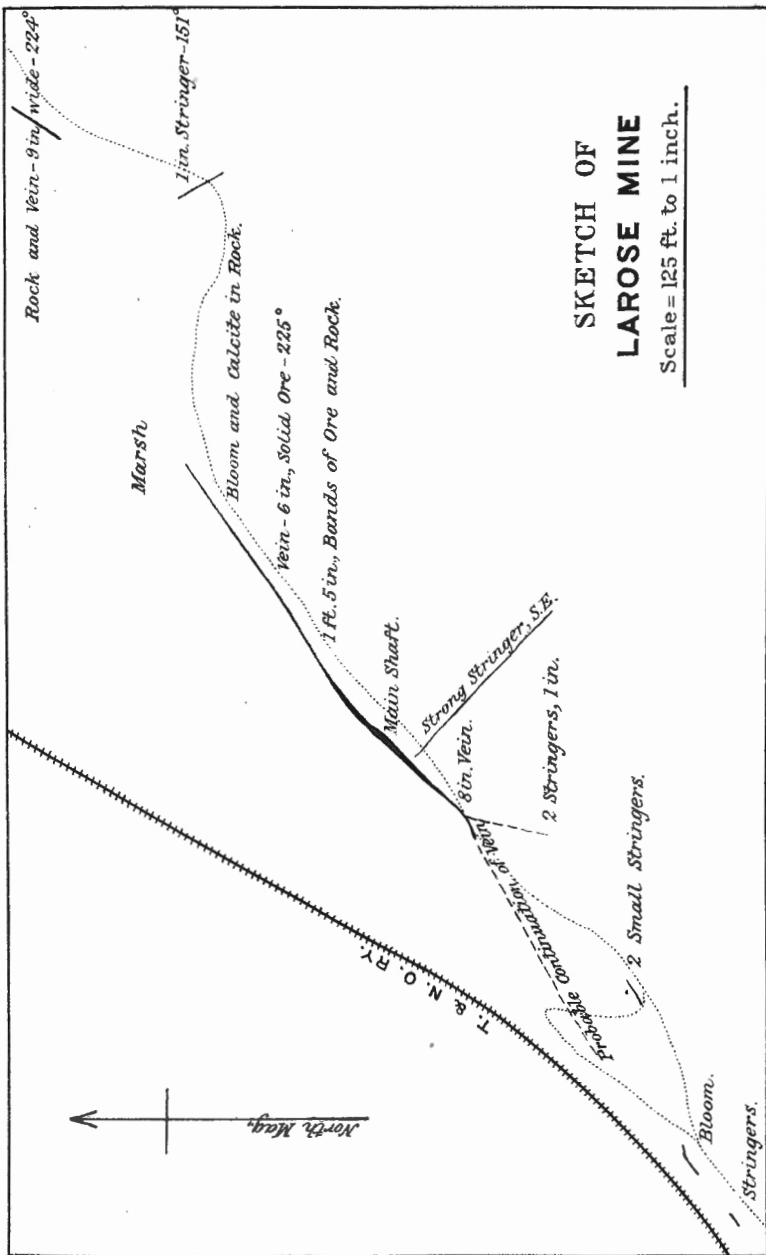 Rock and Vein-9 in. wide-224°
1 in. Stringer-151°
Marsh
Bloom and Calcite in Rock.
Vein-6 in., Solid Ore-225°
1 ft. 5 in., Bands of Ore and Rock.
Main Shaft.
Strong Stringer, S.E.
8 in. Vein.
2 Stringers, 1 in.
Probable Continuation of Vein
2 Small Stringers.
Bloom.
Stringers.
T. & N. O. RY.
North Mag,
SKETCH OF
LAROSE MINE
Scale = 125 ft. to 1 inch.